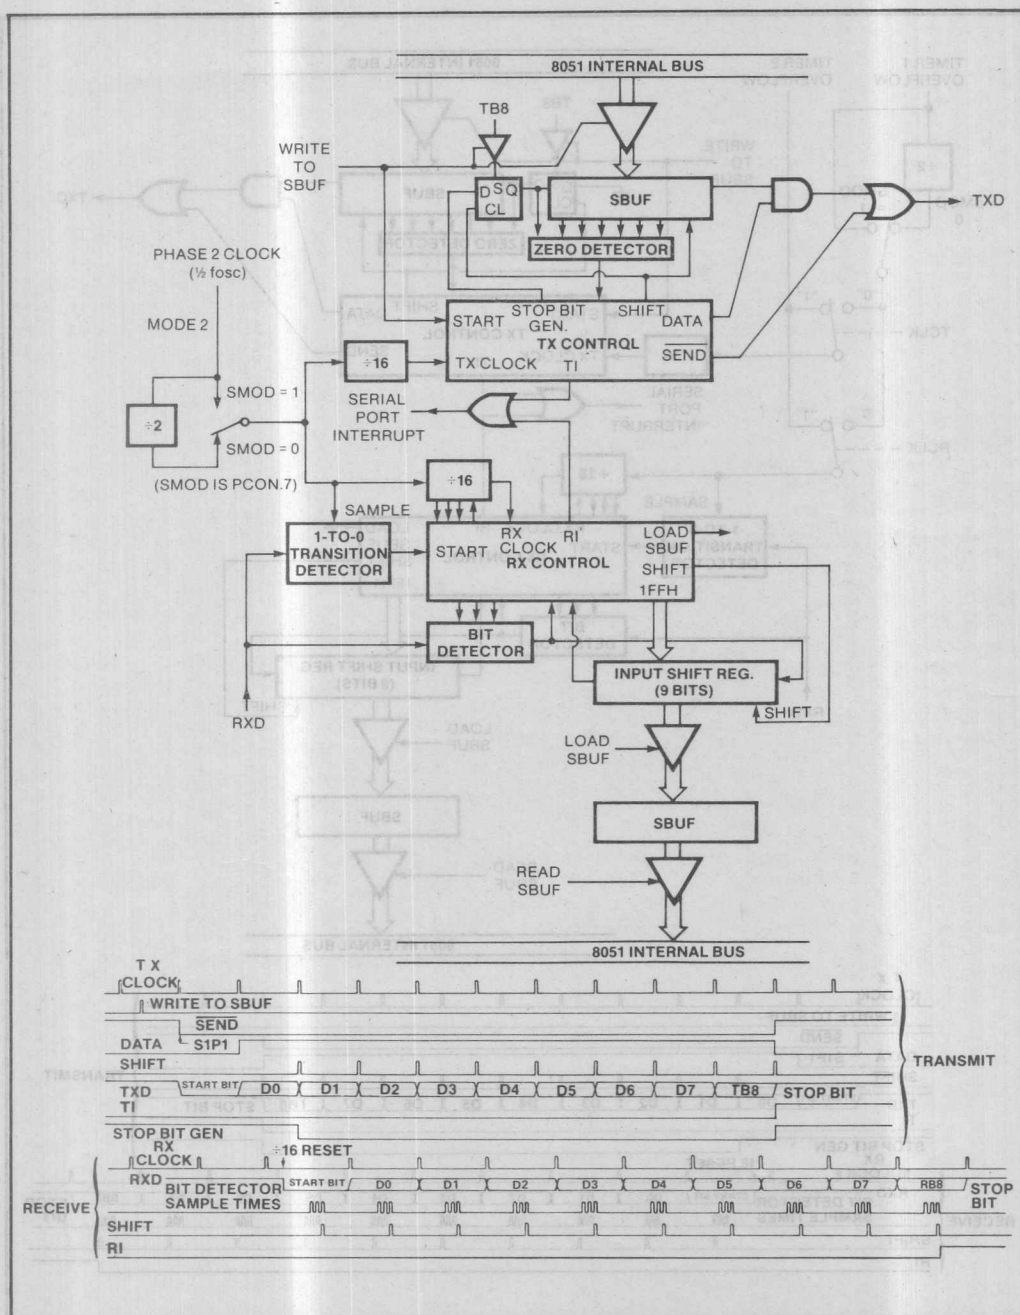 8051 INTERNAL BUS
TB8
WRITE
TO
SBUF
D S Q
CL
SBUF
TXD
ZERO DETECTOR
PHASE 2 CLOCK
(½ fosc)
MODE 2
STOP BIT
GEN.
SHIFT
START
DATA
TX CONTROL
SEND
TX CLOCK
TI
÷16
SMOD = 1
SERIAL
PORT
INTERRUPT
÷2
SMOD = 0
(SMOD IS PCON.7)
÷16
SAMPLE
1-TO-0
TRANSITION
DETECTOR
RX
CLOCK
RI
START
RX CONTROL
LOAD
SBUF
SHIFT
1FFH
BIT
DETECTOR
INPUT SHIFT REG.
(9 BITS)
RXD
SHIFT
LOAD
SBUF
SBUF
READ
SBUF
8051 INTERNAL BUS
TX
CLOCK
WRITE TO SBUF
SEND
DATA S1P1
SHIFT
TXD START BIT D0 D1 D2 D3 D4 D5 D6 D7 TB8 STOP BIT
TI
STOP BIT GEN
TRANSMIT
RX
CLOCK
÷16 RESET
RXD START BIT D0 D1 D2 D3 D4 D5 D6 D7 RB8 STOP
BIT
BIT DETECTOR
SAMPLE TIMES
SHIFT
RI
RECEIVE